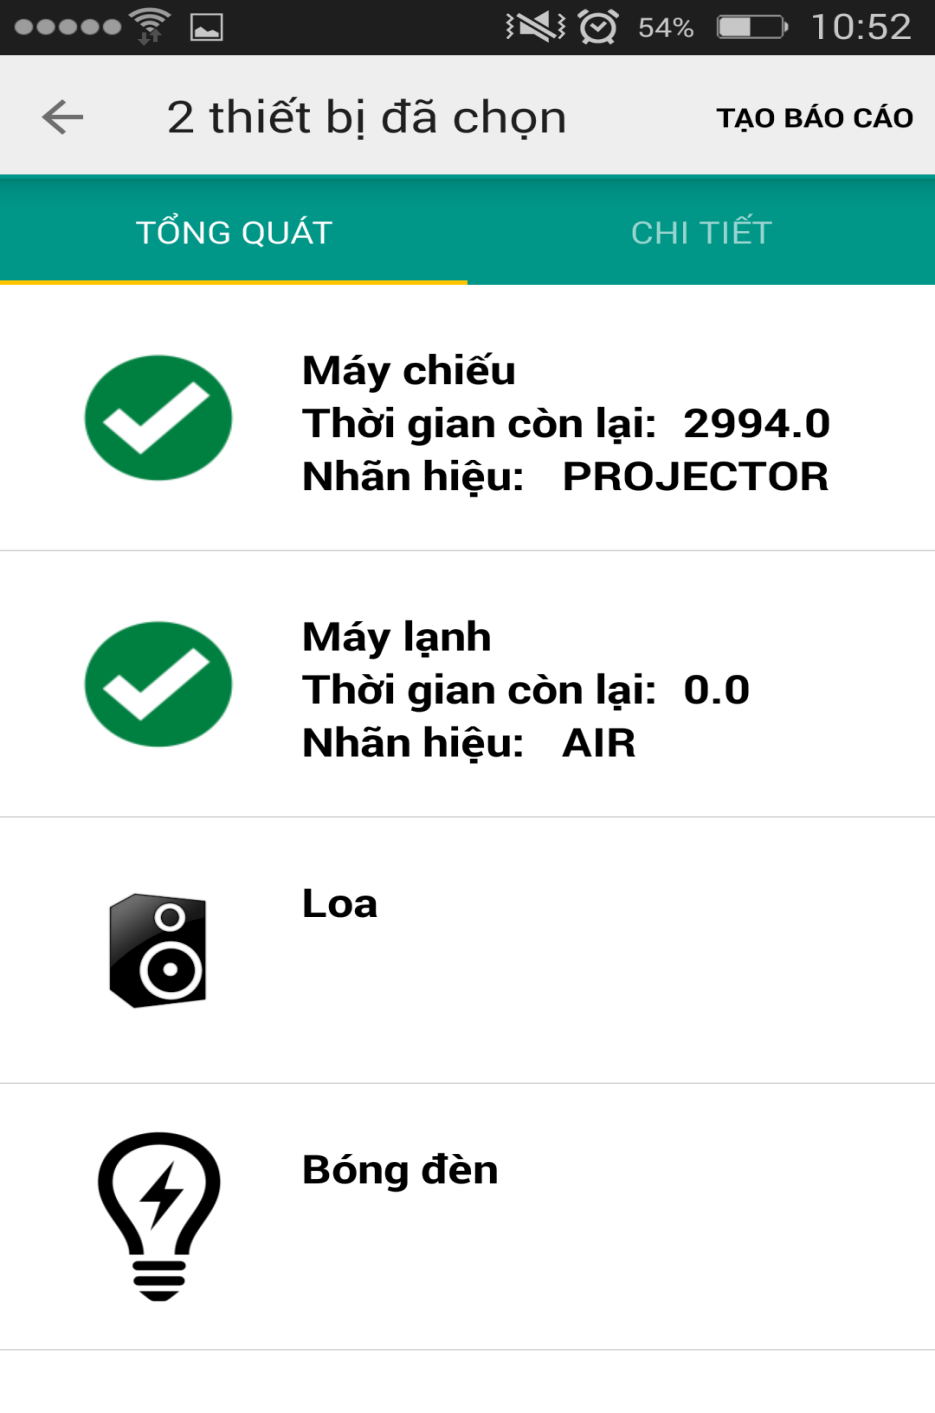 54% 10:52
2 thiết bị đã chọn TẠO BÁO CÁO
TỔNG QUÁT CHI TIẾT
Máy chiếu
Thời gian còn lại: 2994.0
Nhãn hiệu: PROJECTOR
Máy lạnh
Thời gian còn lại: 0.0
Nhãn hiệu: AIR
Loa
Bóng đèn